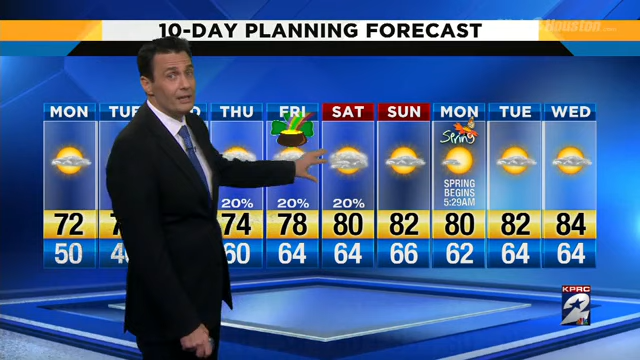 Houston.com
10-DAY PLANNING FORECAST
MON THU FRI SAT SUN MON TUE WED
Spring
SPRING
BEGINS
5:29AM
20% 20% 20%
72 74 78 80 82 80 82 84
50 60 64 64 66 62 64 64
KPRC
2